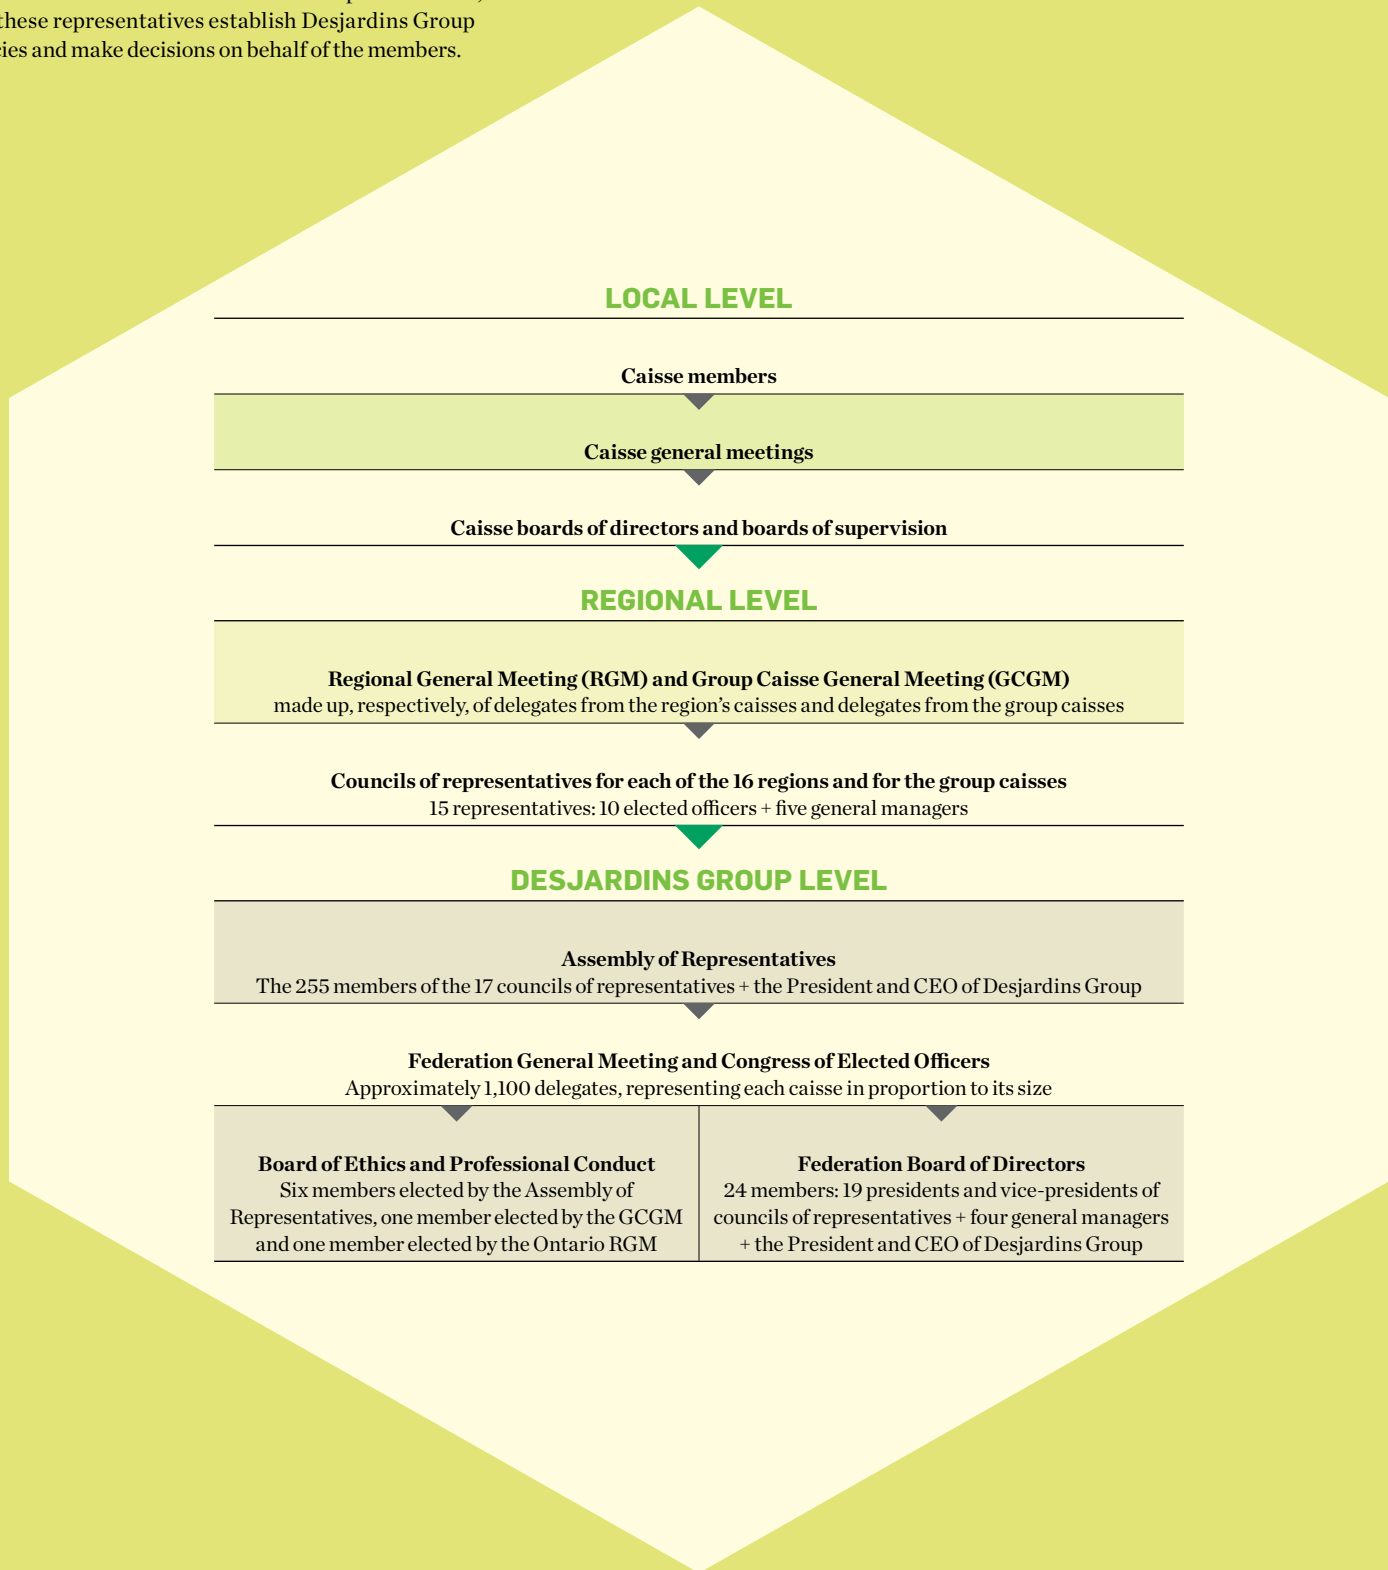 these representatives establish Desjardins Group
and make decisions on behalf of the members.
LOCAL LEVEL
Caisse members
Caisse general meetings
Caisse boards of directors and boards of supervision
REGIONAL LEVEL
Regional General Meeting (RGM) and Group Caisse General Meeting (GCGM)
made up, respectively, of delegates from the region’s caisses and delegates from the group caisses
Councils of representatives for each of the 16 regions and for the group caisses
15 representatives: 10 elected officers + five general managers
DESJARDINS GROUP LEVEL
Assembly of Representatives
The 255 members of the 17 councils of representatives + the President and CEO of Desjardins Group
Federation General Meeting and Congress of Elected Officers
Approximately 1,100 delegates, representing each caisse in proportion to its size
Board of Ethics and Professional Conduct
Six members elected by the Assembly of
Representatives, one member elected by the GCGM
and one member elected by the Ontario RGM
Federation Board of Directors
24 members: 19 presidents and vice-presidents of
councils of representatives + four general managers
+ the President and CEO of Desjardins Group